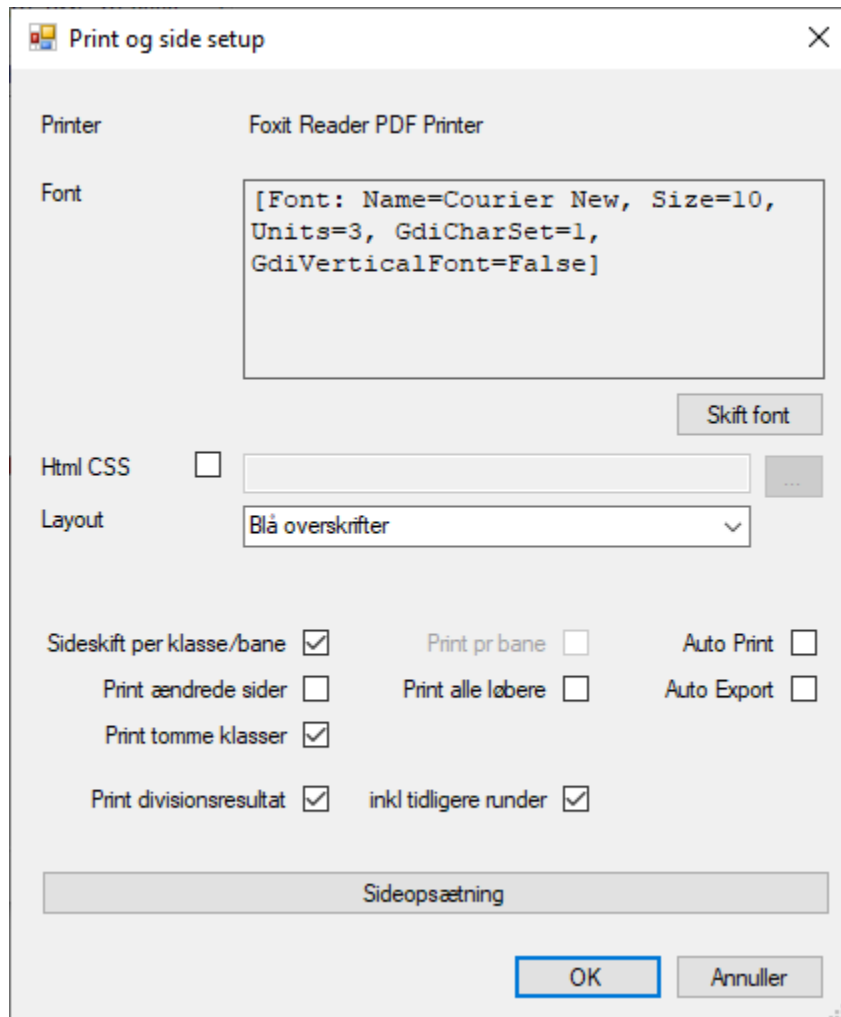 Print og side setup
Printer Foxit Reader PDF Printer
Font
[Font: Name=Courier New, Size=10,
Units=3, GdiCharSet=1,
GdiVerticalFont=False]
Skift font
Html CSS ...
Layout Blå overskrifter
Sideskift per klasse/bane Print pr bane Auto Print
Print ændrede sider Print alle løbere Auto Export
Print tomme klasser
Print divisionsresultat inkl tidligere runder
Sideopsætning
OK Annuller